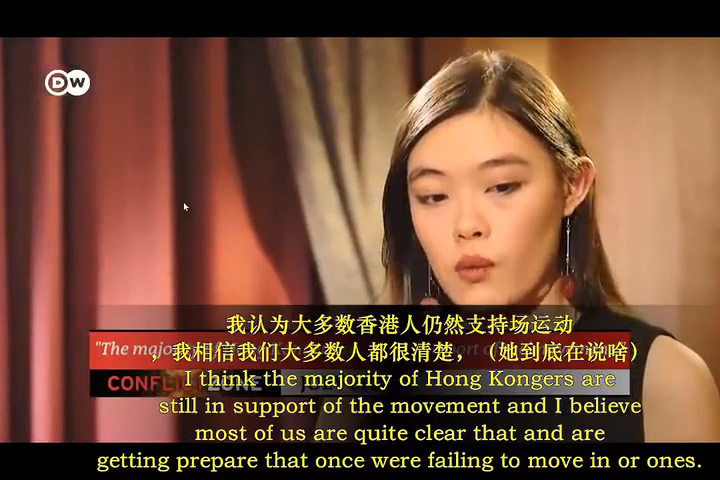 DW
我认为大多数香港人仍然支持场运动
"The majo
，我相信我们大多数人都很清楚，（她到底在说啥）
CONFL
I think the majority of Hong Kongers are
still in support of the movement and I believe
most of us are quite clear that and are
getting prepare that once were failing to move in or ones.